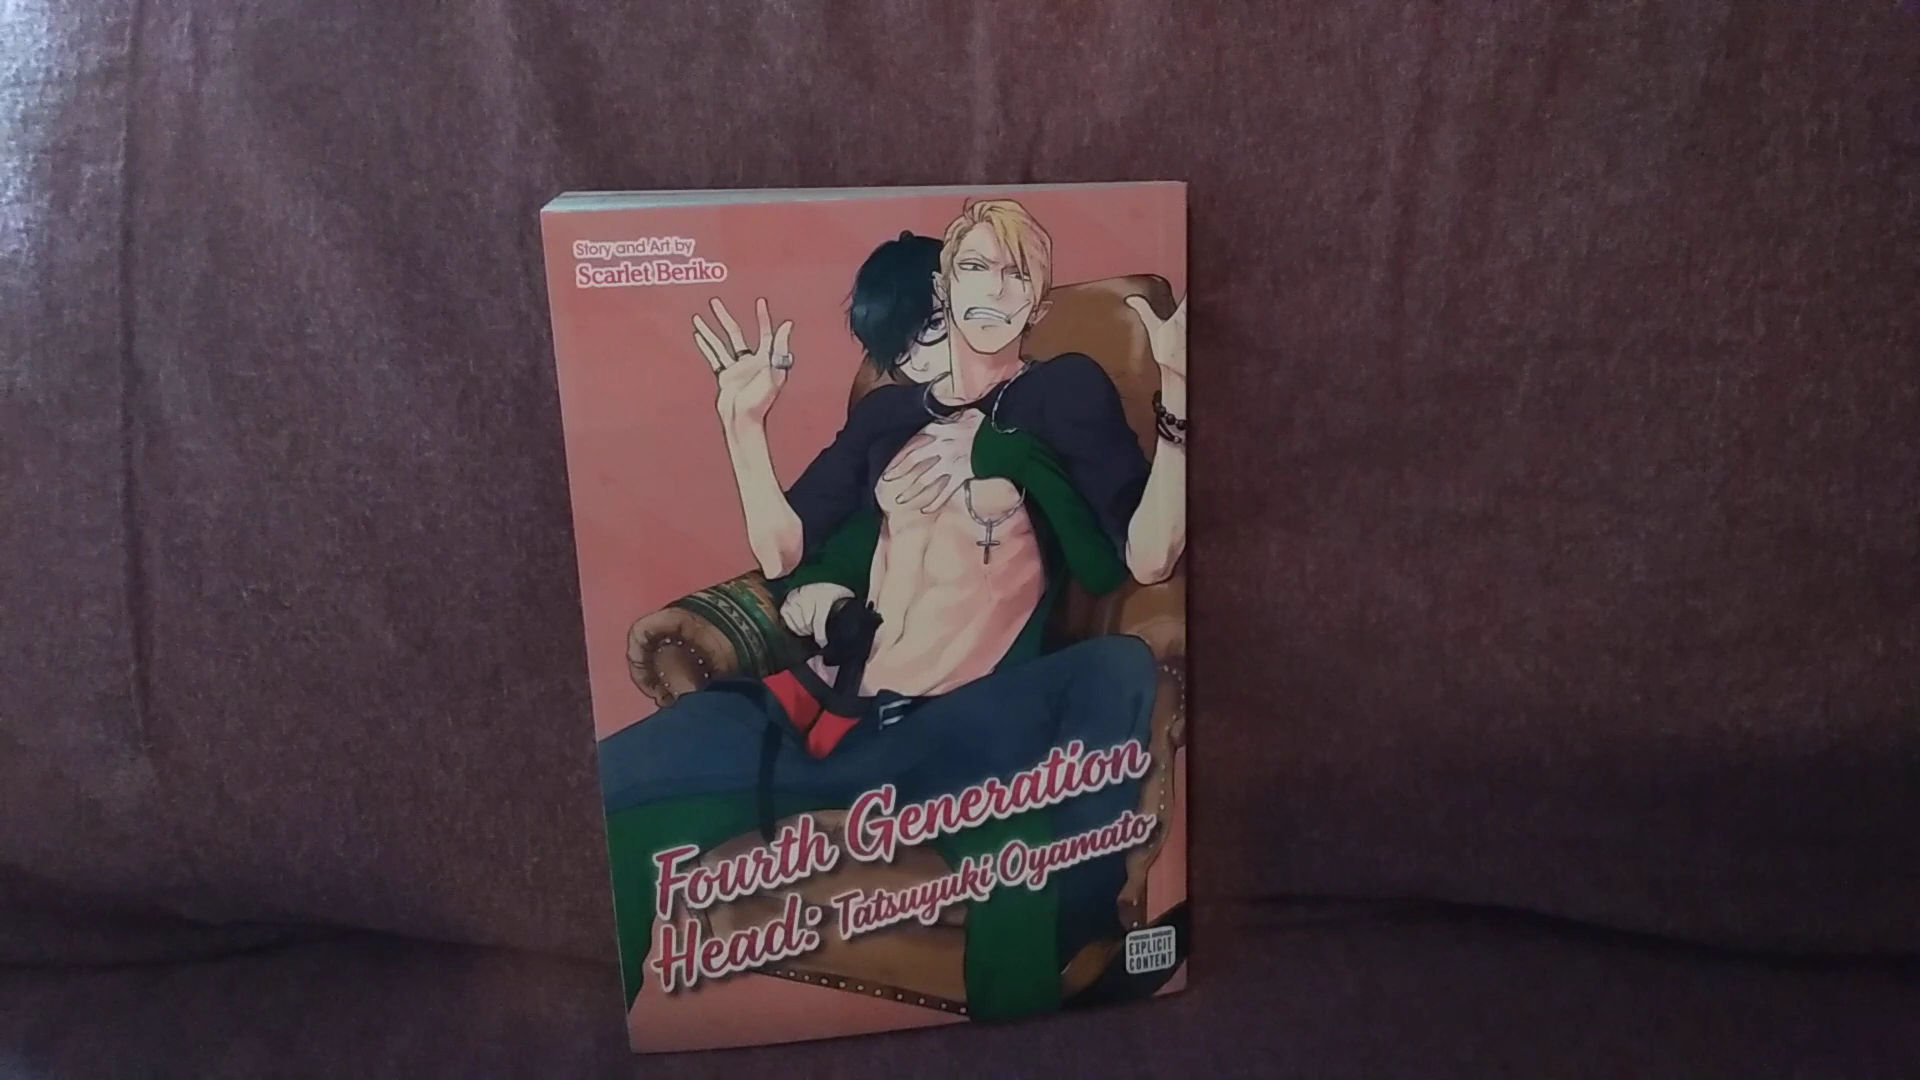 Story and Art by
Scarlet Beriko
Fourth Generation
Head: Tatsuyuki Oyamato
EXPLICIT
CONTENT